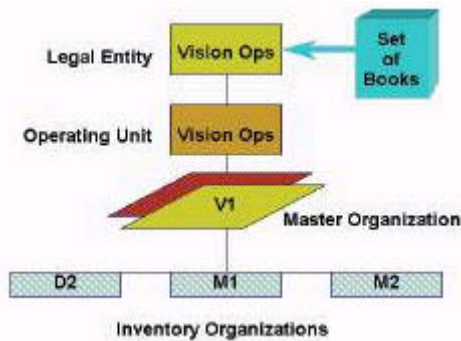 Legal Entity
Vision Ops
Set
of
Books
Operating Unit
Vision Ops
V1
Master Organization
D2
M1
M2
Inventory Organizations